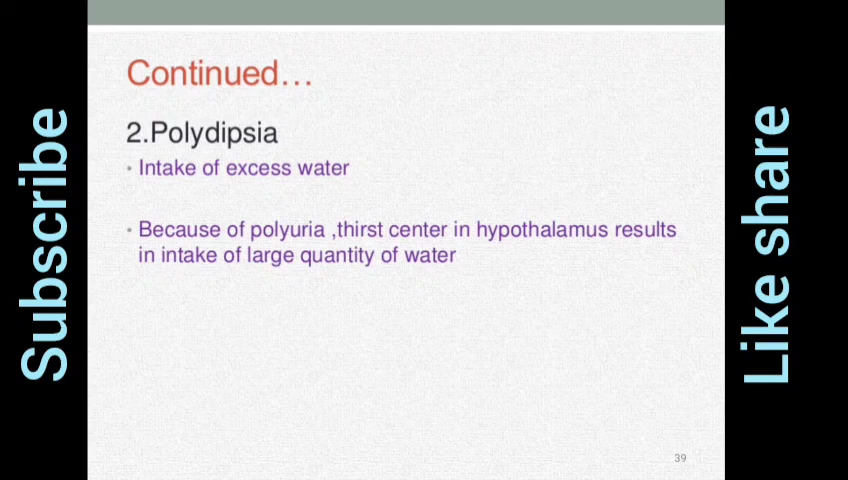 Subscribe
Continued…
2.Polydipsia
• Intake of excess water
• Because of polyuria ,thirst center in hypothalamus results
in intake of large quantity of water
39
Like share